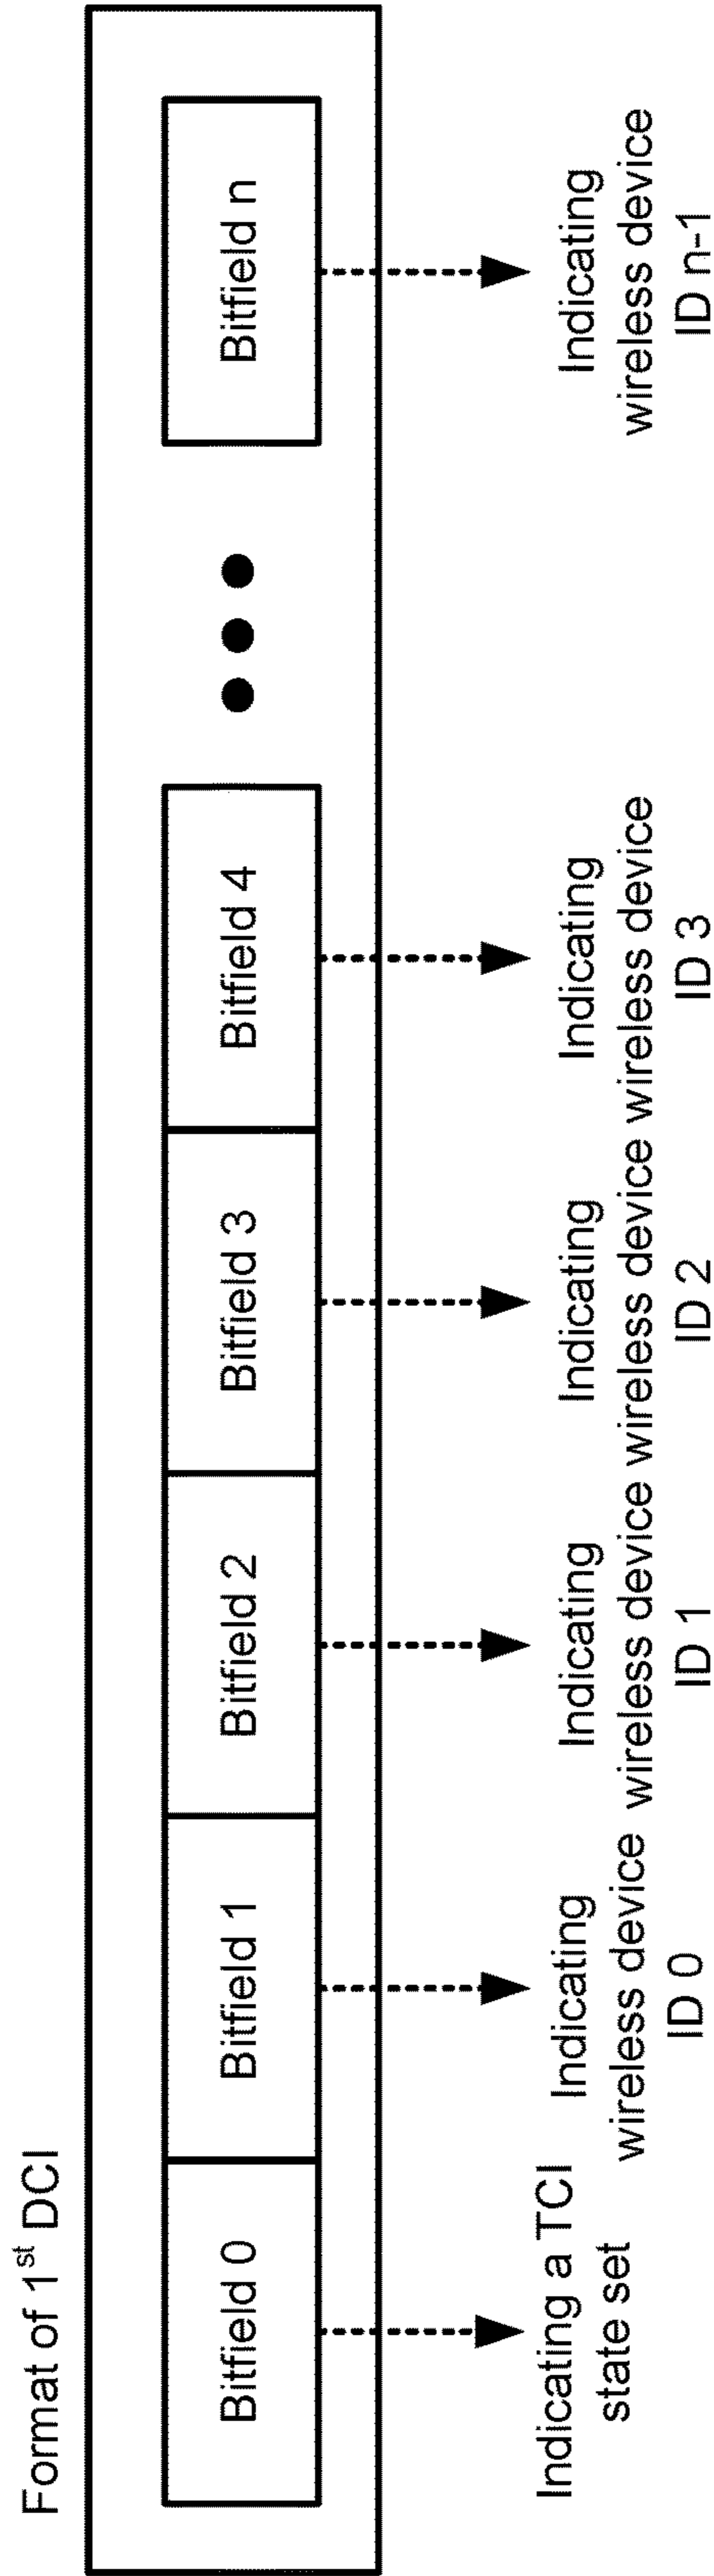 Format of 1st DCI
Bitfield 0
Bitfield 1
Bitfield 2
Bitfield 3
Bitfield 4
Bitfield n
Indicating a TCI
state set
Indicating
wireless device
ID 0
Indicating
wireless device
ID 1
Indicating
wireless device
ID 2
Indicating
wireless device
ID 3
Indicating
wireless device
ID n-1